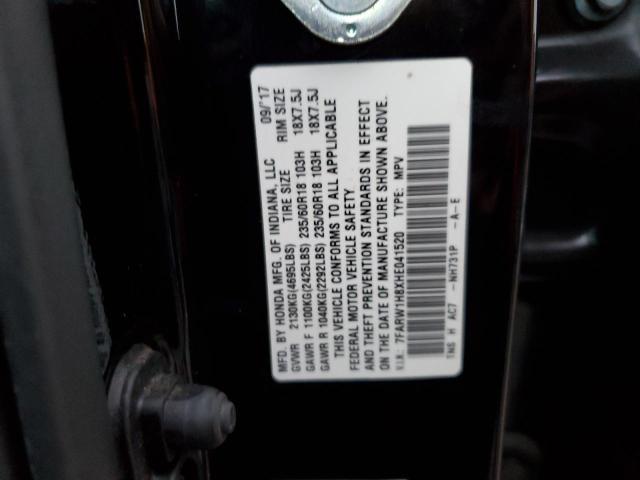 MFD. BY HONDA MFG. OF INDIANA, LLC 09/'17
GVWR 2130KG(4695LBS) TIRE SIZE RIM SIZE
GAWR F 1100KG(2425LBS) 235/60R18 103H 18X7.5J
GAWR R 1040KG(2292LBS) 235/60R18 103H 18X7.5J
THIS VEHICLE CONFORMS TO ALL APPLICABLE
FEDERAL MOTOR VEHICLE SAFETY
AND THEFT PREVENTION STANDARDS IN EFFECT
ON THE DATE OF MANUFACTURE SHOWN ABOVE.
V.I.N.: 7FARW1H8XHE041520 TYPE: MPV
TNS H AC7 NH731P -A-E